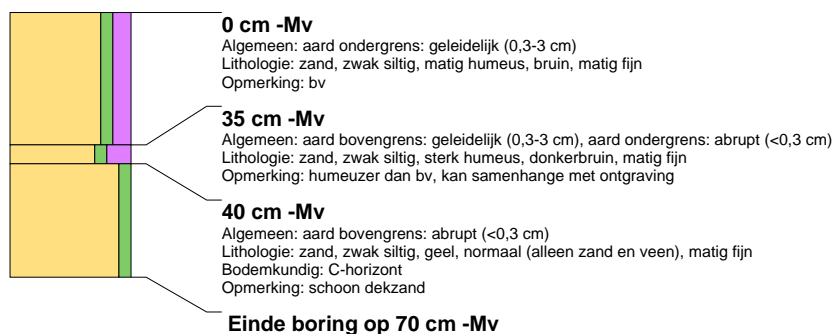 0 cm -Mv
Algemeen: aard ondergrens: geleidelijk (0,3-3 cm)
Lithologie: zand, zwak siltig, matig humeus, bruin, matig fijn
Opmerking: bv
35 cm -Mv
Algemeen: aard bovengrens: geleidelijk (0,3-3 cm), aard ondergrens: abrupt (<0,3 cm)
Lithologie: zand, zwak siltig, sterk humeus, donkerbruin, matig fijn
Opmerking: humeuzer dan bv, kan samenhange met ontgraving
40 cm -Mv
Algemeen: aard bovengrens: abrupt (<0,3 cm)
Lithologie: zand, zwak siltig, geel, normaal (alleen zand en veen), matig fijn
Bodemkundig: C-horizont
Opmerking: schoon dekzand
Einde boring op 70 cm -Mv